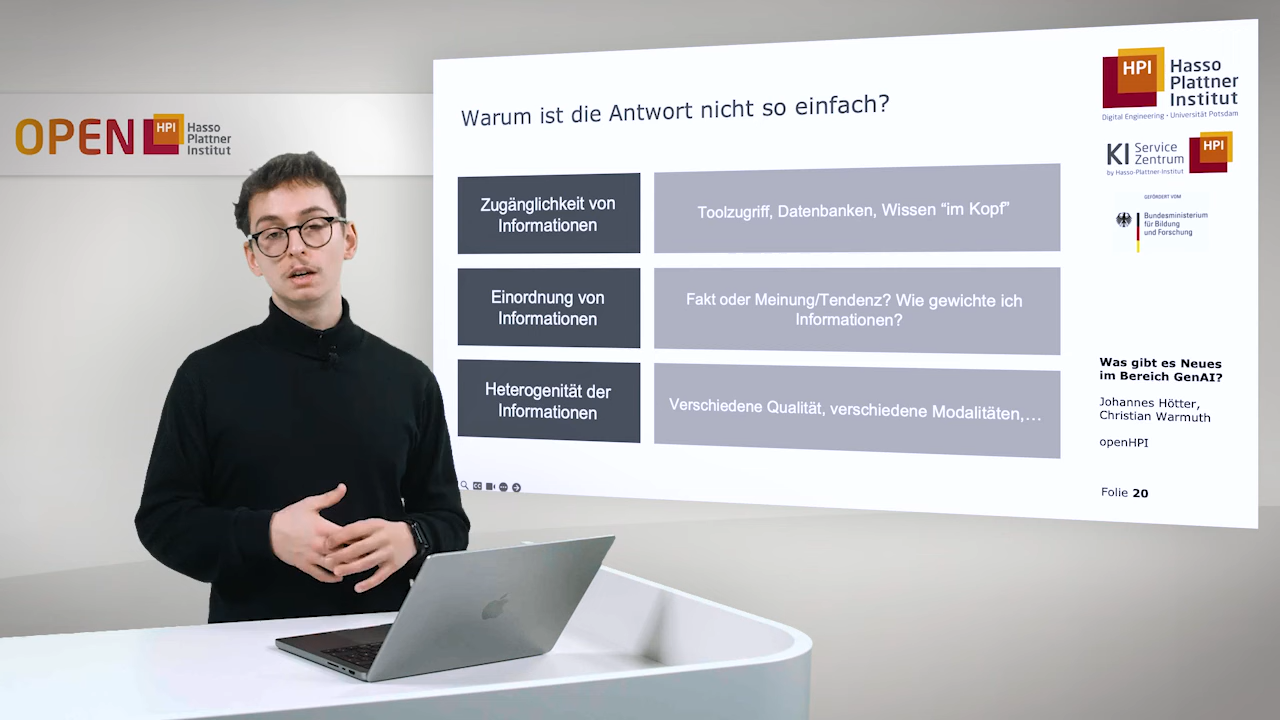 OPEN HPI Hasso
Plattner
Institut
Warum ist die Antwort nicht so einfach?
Zugänglichkeit von
Informationen
Toolzugriff, Datenbanken, Wissen “im Kopf”
Einordnung von
Informationen
Fakt oder Meinung/Tendenz? Wie gewichte ich
Informationen?
Heterogenität der
Informationen
Verschiedene Qualität, verschiedene Modalitäten,...
CC
HPI Hasso
Plattner
Institut
Digital Engineering • Universität Potsdam
KI Service
Zentrum
by Hasso-Plattner-Institut
HPI
GEFÖRDERT VOM
Bundesministerium
für Bildung
und Forschung
Was gibt es Neues
im Bereich GenAI?
Johannes Hötter,
Christian Warmuth
openHPI
Folie 20